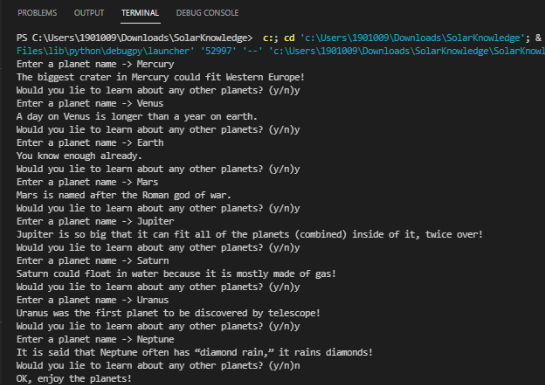 PROBLEMS OUTPUT TERMINAL DEBUG CONSOLE
PS C:\Users\1901009\Downloads\SolarKnowledge> c:; cd 'c:\Users\1901009\Downloads\SolarKnowledge'; &
Files\lib\python\debugpy\launcher' '52997' '--' 'c:\Users\1901009\Downloads\SolarKnowledge\SolarKnowl
Enter a planet name -> Mercury
The biggest crater in Mercury could fit Western Europe!
Would you lie to learn about any other planets? (y/n)y
Enter a planet name -> Venus
A day on Venus is longer than a year on earth.
Would you lie to learn about any other planets? (y/n)y
Enter a planet name -> Earth
You know enough already.
Would you lie to learn about any other planets? (y/n)y
Enter a planet name -> Mars
Mars is named after the Roman god of war.
Would you lie to learn about any other planets? (y/n)y
Enter a planet name -> Jupiter
Jupiter is so big that it can fit all of the planets (combined) inside of it, twice over!
Would you lie to learn about any other planets? (y/n)y
Enter a planet name -> Saturn
Saturn could float in water because it is mostly made of gas!
Would you lie to learn about any other planets? (y/n)y
Enter a planet name -> Uranus
Uranus was the first planet to be discovered by telescope!
Would you lie to learn about any other planets? (y/n)y
Enter a planet name -> Neptune
It is said that Neptune often has “diamond rain,” it rains diamonds!
Would you lie to learn about any other planets? (y/n)n
OK, enjoy the planets!